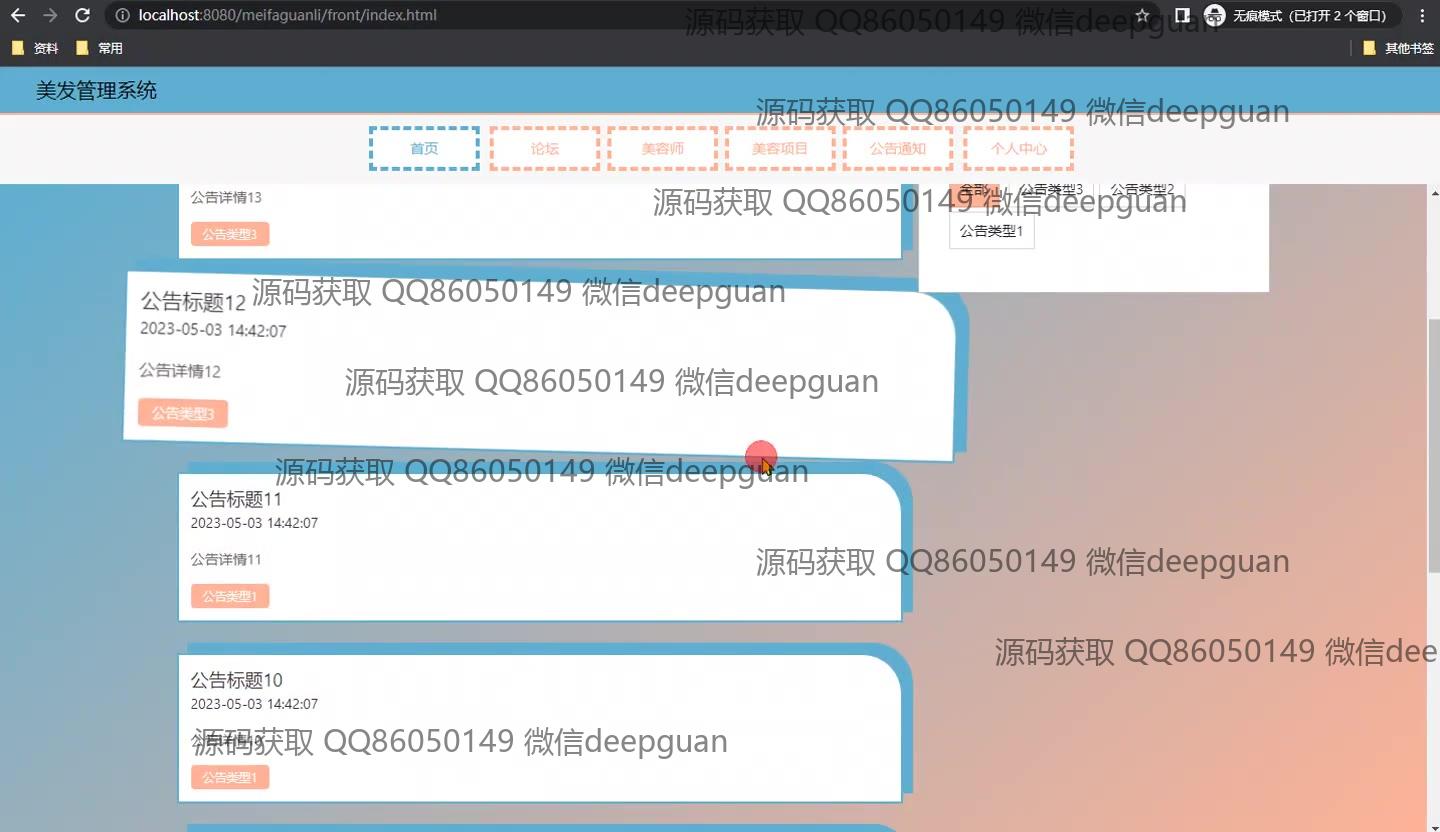 localhost:8080/meifaguanli/front/index.html
无痕模式（已打开 2 个窗口）
资料 常用 其他书签
源码获取 QQ86050149 微信deepguan
美发管理系统
源码获取 QQ86050149 微信deepguan
首页 论坛 美容师 美容项目 公告通知 个人中心
公告详情13
公告类型3
全部 公告类型3 公告类型2
公告类型1
源码获取 QQ86050149 微信deepguan
公告标题12
源码获取 QQ86050149 微信deepguan
2023-05-03 14:42:07
公告详情12
源码获取 QQ86050149 微信deepguan
公告类型3
源码获取 QQ86050149 微信deepguan
公告标题11
2023-05-03 14:42:07
公告详情11
源码获取 QQ86050149 微信deepguan
公告类型1
源码获取 QQ86050149 微信dee
公告标题10
2023-05-03 14:42:07
源码获取 QQ86050149 微信deepguan
公告类型1